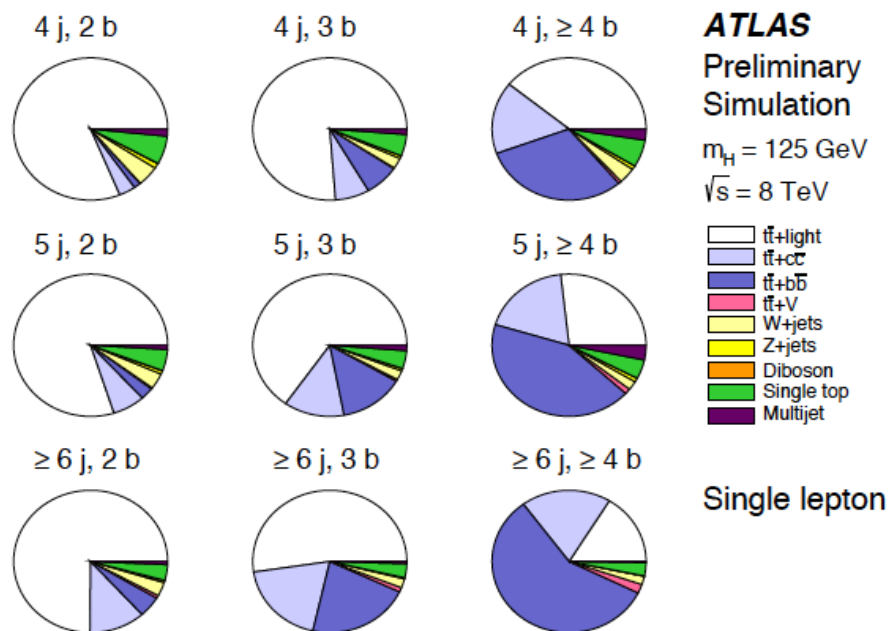 4 j, 2 b
4 j, 3 b
4 j, ≥ 4 b
5 j, 2 b
5 j, 3 b
5 j, ≥ 4 b
≥ 6 j, 2 b
≥ 6 j, 3 b
≥ 6 j, ≥ 4 b
ATLAS
Preliminary
Simulation
m_H = 125 GeV
√s = 8 TeV
tt̅+light
tt̅+cc̅
tt̅+bb̅
tt̅+V
W+jets
Z+jets
Diboson
Single top
Multijet
Single lepton